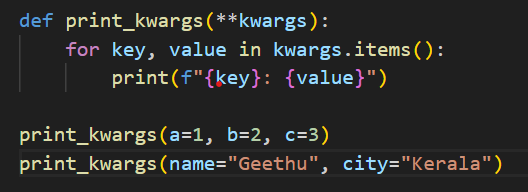 def print_kwargs(**kwargs):
    for key, value in kwargs.items():
        print(f"{key}: {value}")
print_kwargs(a=1, b=2, c=3)
print_kwargs(name="Geethu", city="Kerala")